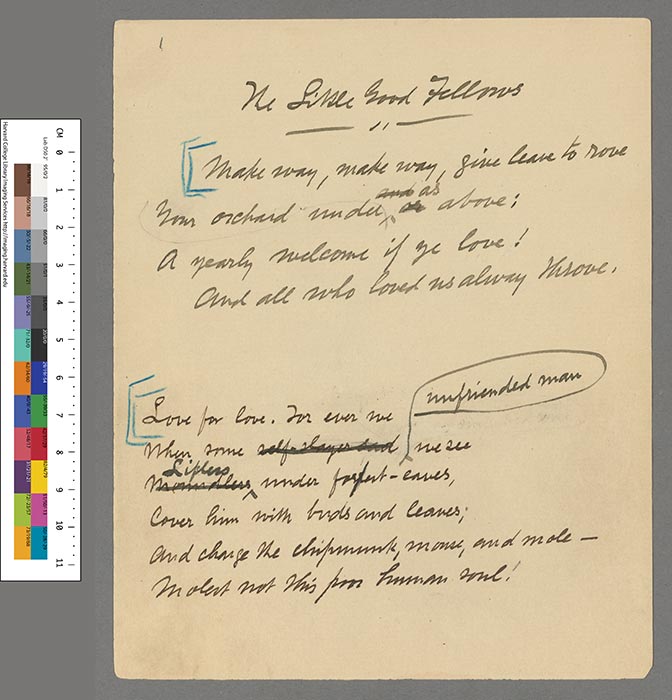 1
The Little Good Fellows
Make way, make way, give leave to rove
and as
Your orchard under, or above;
A yearly welcome if ye love!
And all who loved us alway throve.
unfriended man
Love for love. For ever we
When some self-slayer and we see
Lifeless
under forfeit-eaves,
Cover him with buds and leaves;
And charge the chipmunk, mouse, and mole —
Molest not this poor human soul!
CM 0 1 2 3 4 5 6 7 8 9 10 11
Harvard College Library Imaging Services http://imaging.harvard.edu